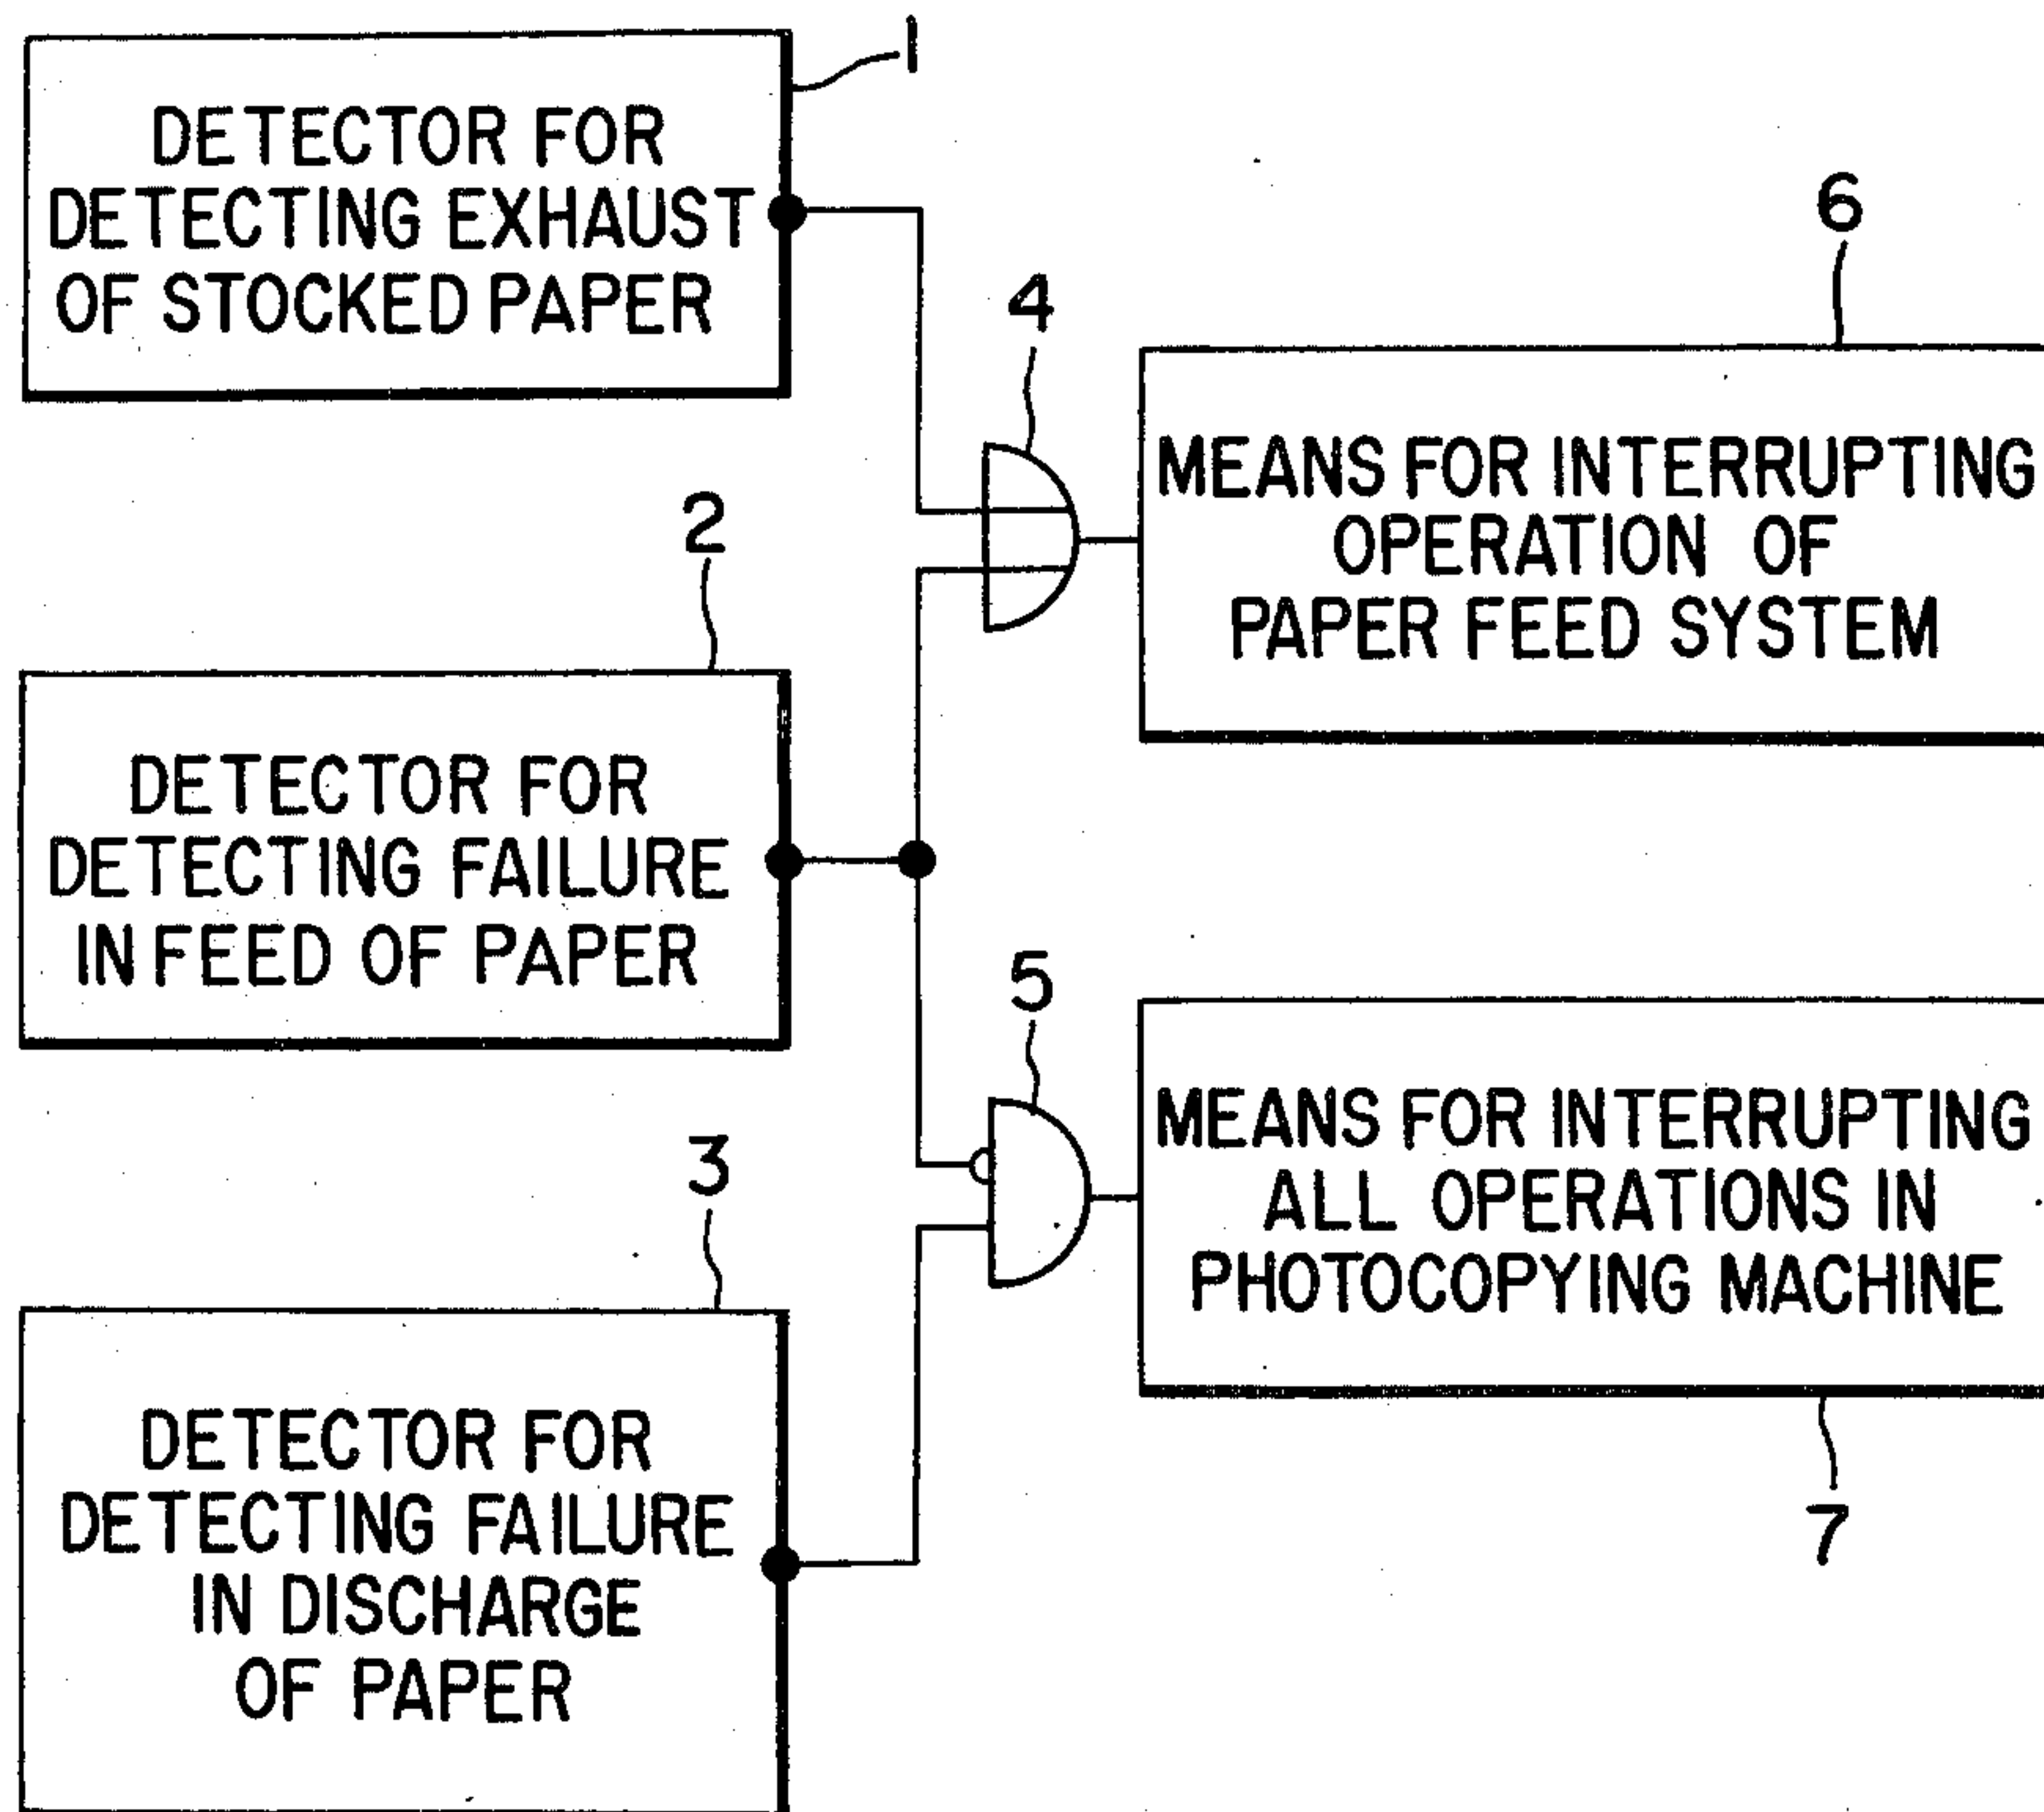 1
DETECTOR FOR
DETECTING EXHAUST
OF STOCKED PAPER
2
DETECTOR FOR
DETECTING FAILURE
IN FEED OF PAPER
3
DETECTOR FOR
DETECTING FAILURE
IN DISCHARGE
OF PAPER
4
5
6
MEANS FOR INTERRUPTING
OPERATION OF
PAPER FEED SYSTEM
MEANS FOR INTERRUPTING
ALL OPERATIONS IN
PHOTOCOPYING MACHINE
7